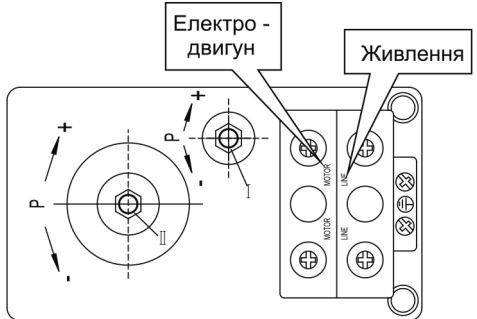 Електро -
двигун
Живлення
+
P
-
+
P
-
I
II
MOTOR
LINE
MOTOR
LINE